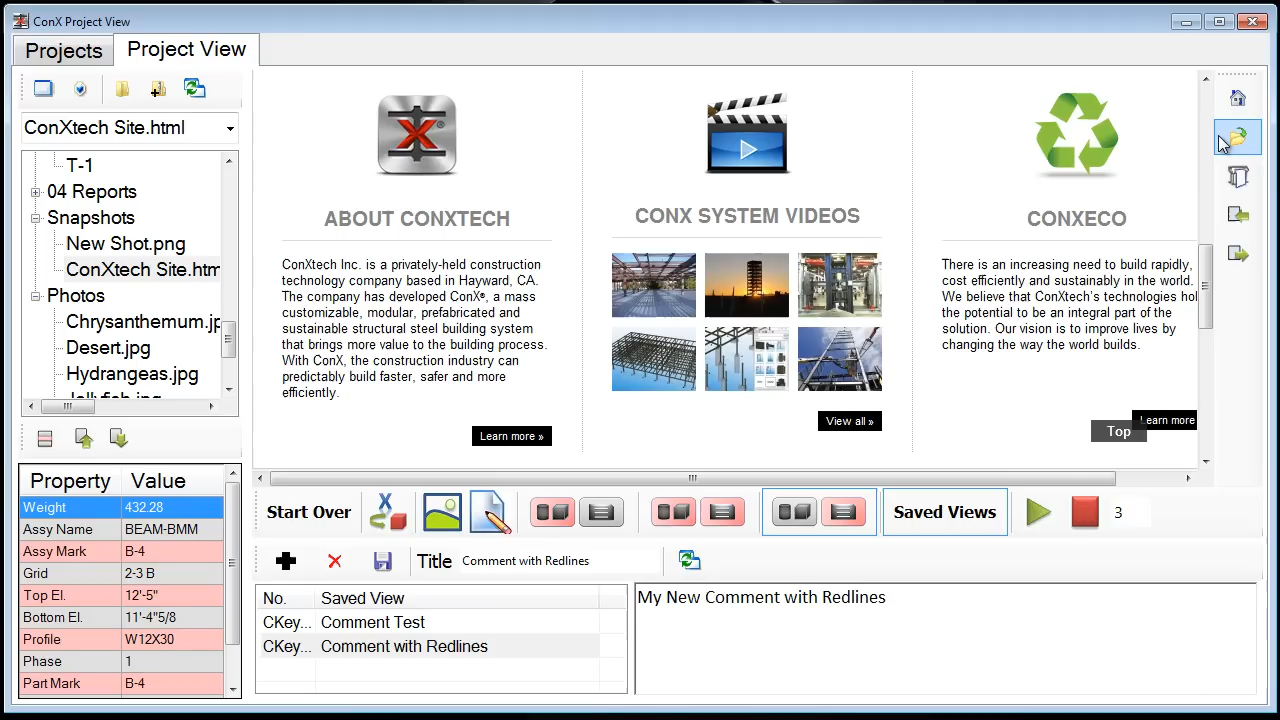 ConX Project View
Projects
Project View
ConXtech Site.html
T-1
04 Reports
Snapshots
New Shot.png
ConXtech Site.htm
Photos
Chrysanthemum.jp
Desert.jpg
Hydrangeas.jpg
Property Value
Weight 432.28
Assy Name BEAM-BMM
Assy Mark B-4
Grid 2-3 B
Top El. 12'-5"
Bottom El. 11'-4"5/8
Profile W12X30
Phase 1
Part Mark B-4
X
ABOUT CONXTECH
ConXtech Inc. is a privately-held construction
technology company based in Hayward, CA.
The company has developed ConX®, a mass
customizable, modular, prefabricated and
sustainable structural steel building system
that brings more value to the building process.
With ConX, the construction industry can
predictably build faster, safer and more
efficiently.
Learn more »
CONX SYSTEM VIDEOS
View all »
CONXECO
There is an increasing need to build rapidly,
cost efficiently and sustainably in the world.
We believe that ConXtech's technologies hol
the potential to be an integral part of the
solution. Our vision is to improve lives by
changing the way the world builds.
Learn more
Top
Start Over
Saved Views
3
Title Comment with Redlines
No. Saved View
CKey... Comment Test
CKey... Comment with Redlines
My New Comment with Redlines